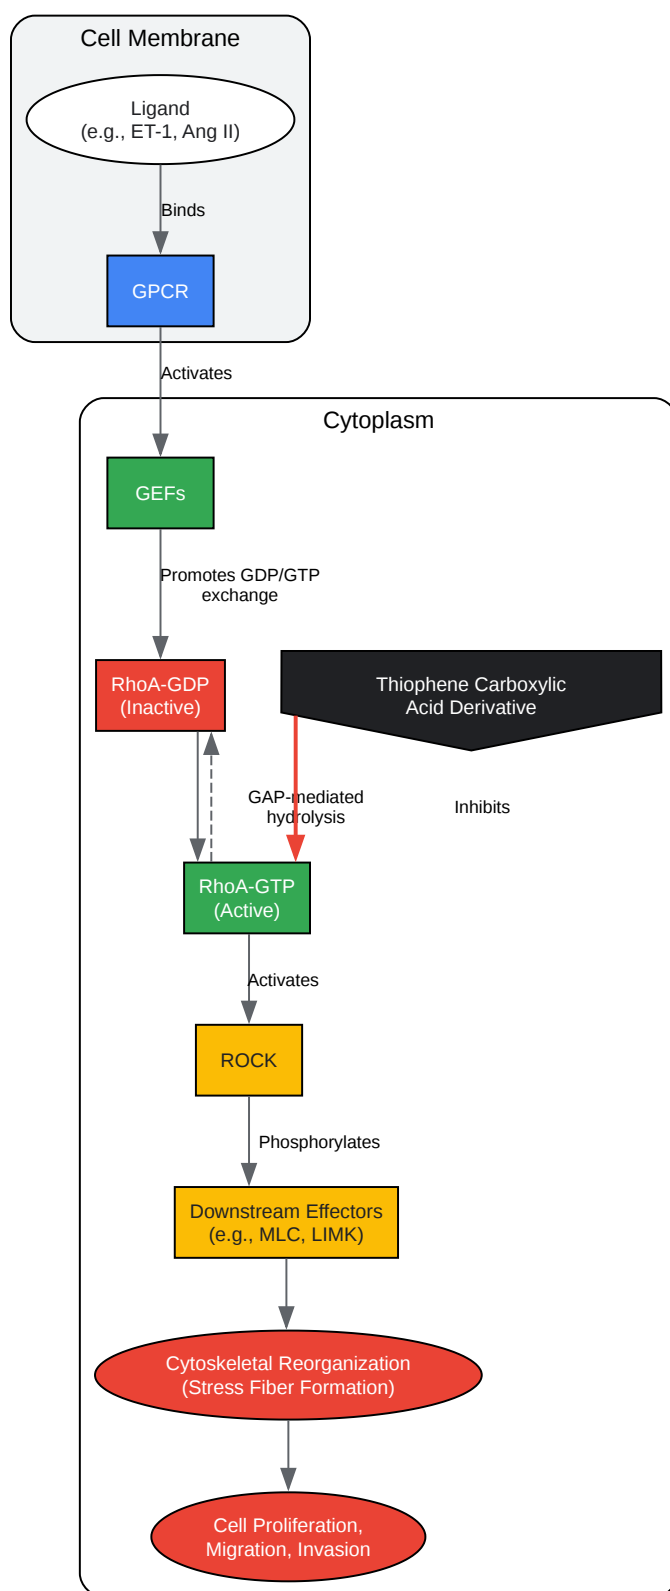 Cell Membrane
Ligand
(e.g., ET-1, Ang II)
Binds
GPCR
Activates
Cytoplasm
GEFs
Promotes GDP/GTP
exchange
RhoA-GDP
(Inactive)
Thiophene Carboxylic
Acid Derivative
GAP-mediated
hydrolysis
Inhibits
RhoA-GTP
(Active)
Activates
ROCK
Phosphorylates
Downstream Effectors
(e.g., MLC, LIMK)
Cytoskeletal Reorganization
(Stress Fiber Formation)
Cell Proliferation,
Migration, Invasion